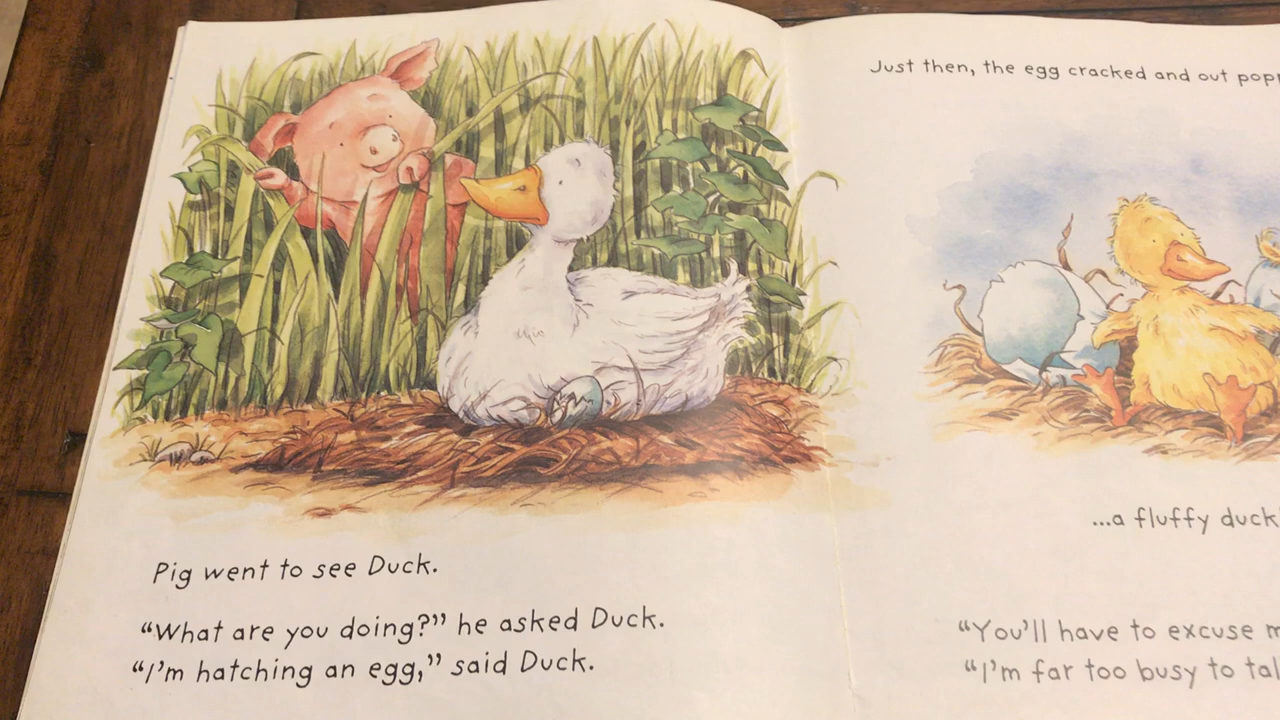 Pig went to see Duck.
“What are you doing?” he asked Duck.
“I’m hatching an egg,” said Duck.
Just then, the egg cracked and out
...a fluffy
“You’ll have to excuse
“I’m far too busy to